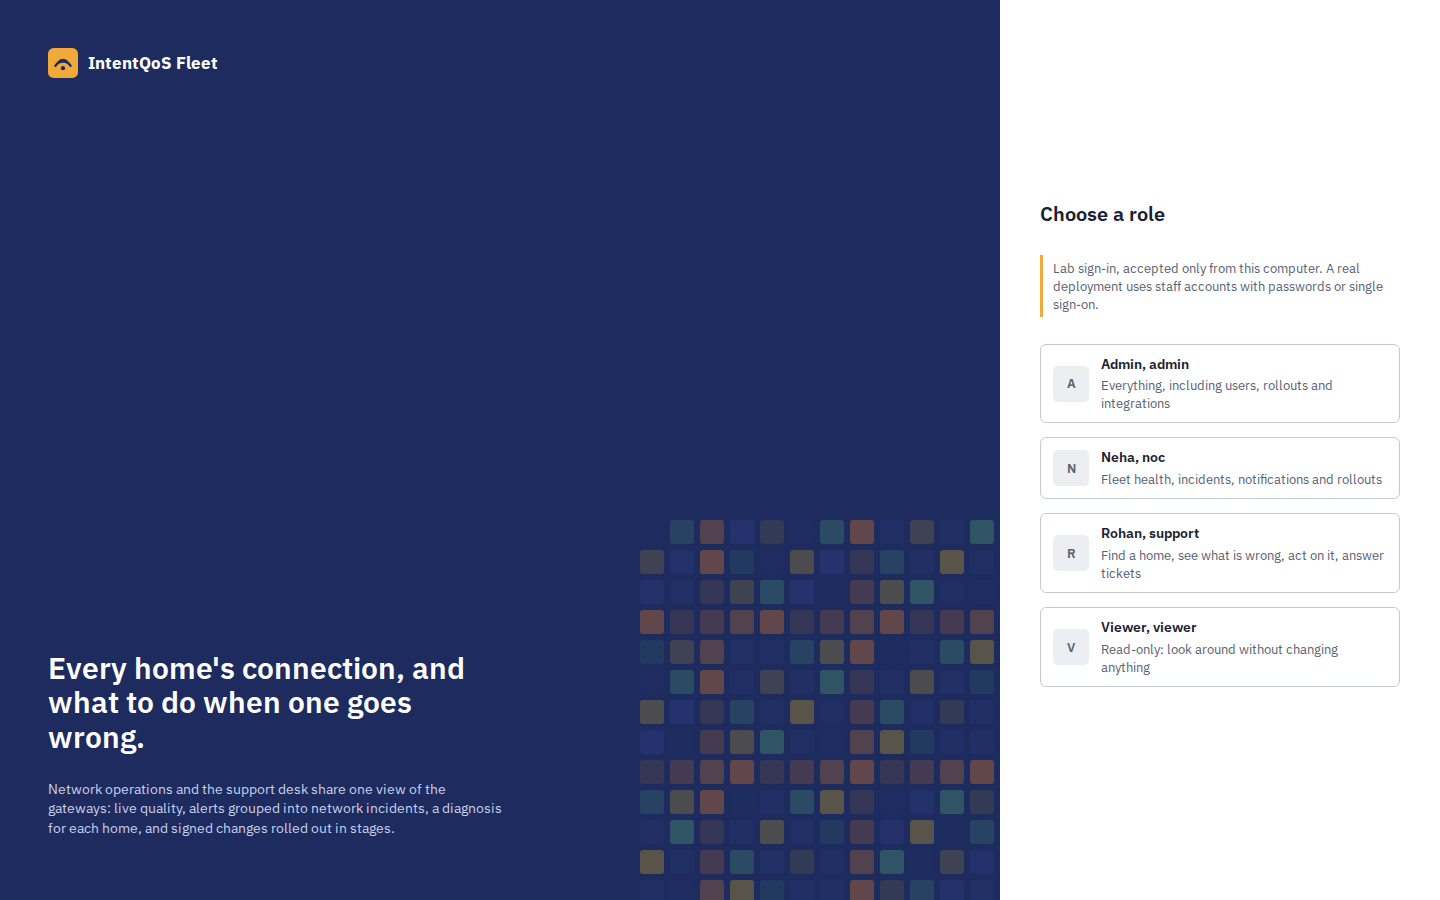 IntentQoS Fleet
Every home's connection, and
what to do when one goes
wrong.
Network operations and the support desk share one view of the
gateways: live quality, alerts grouped into network incidents, a diagnosis
for each home, and signed changes rolled out in stages.
Choose a role
Lab sign-in, accepted only from this computer. A real
deployment uses staff accounts with passwords or single
sign-on.
A
Admin, admin
Everything, including users, rollouts and
integrations
N
Neha, noc
Fleet health, incidents, notifications and rollouts
R
Rohan, support
Find a home, see what is wrong, act on it, answer
tickets
V
Viewer, viewer
Read-only: look around without changing
anything